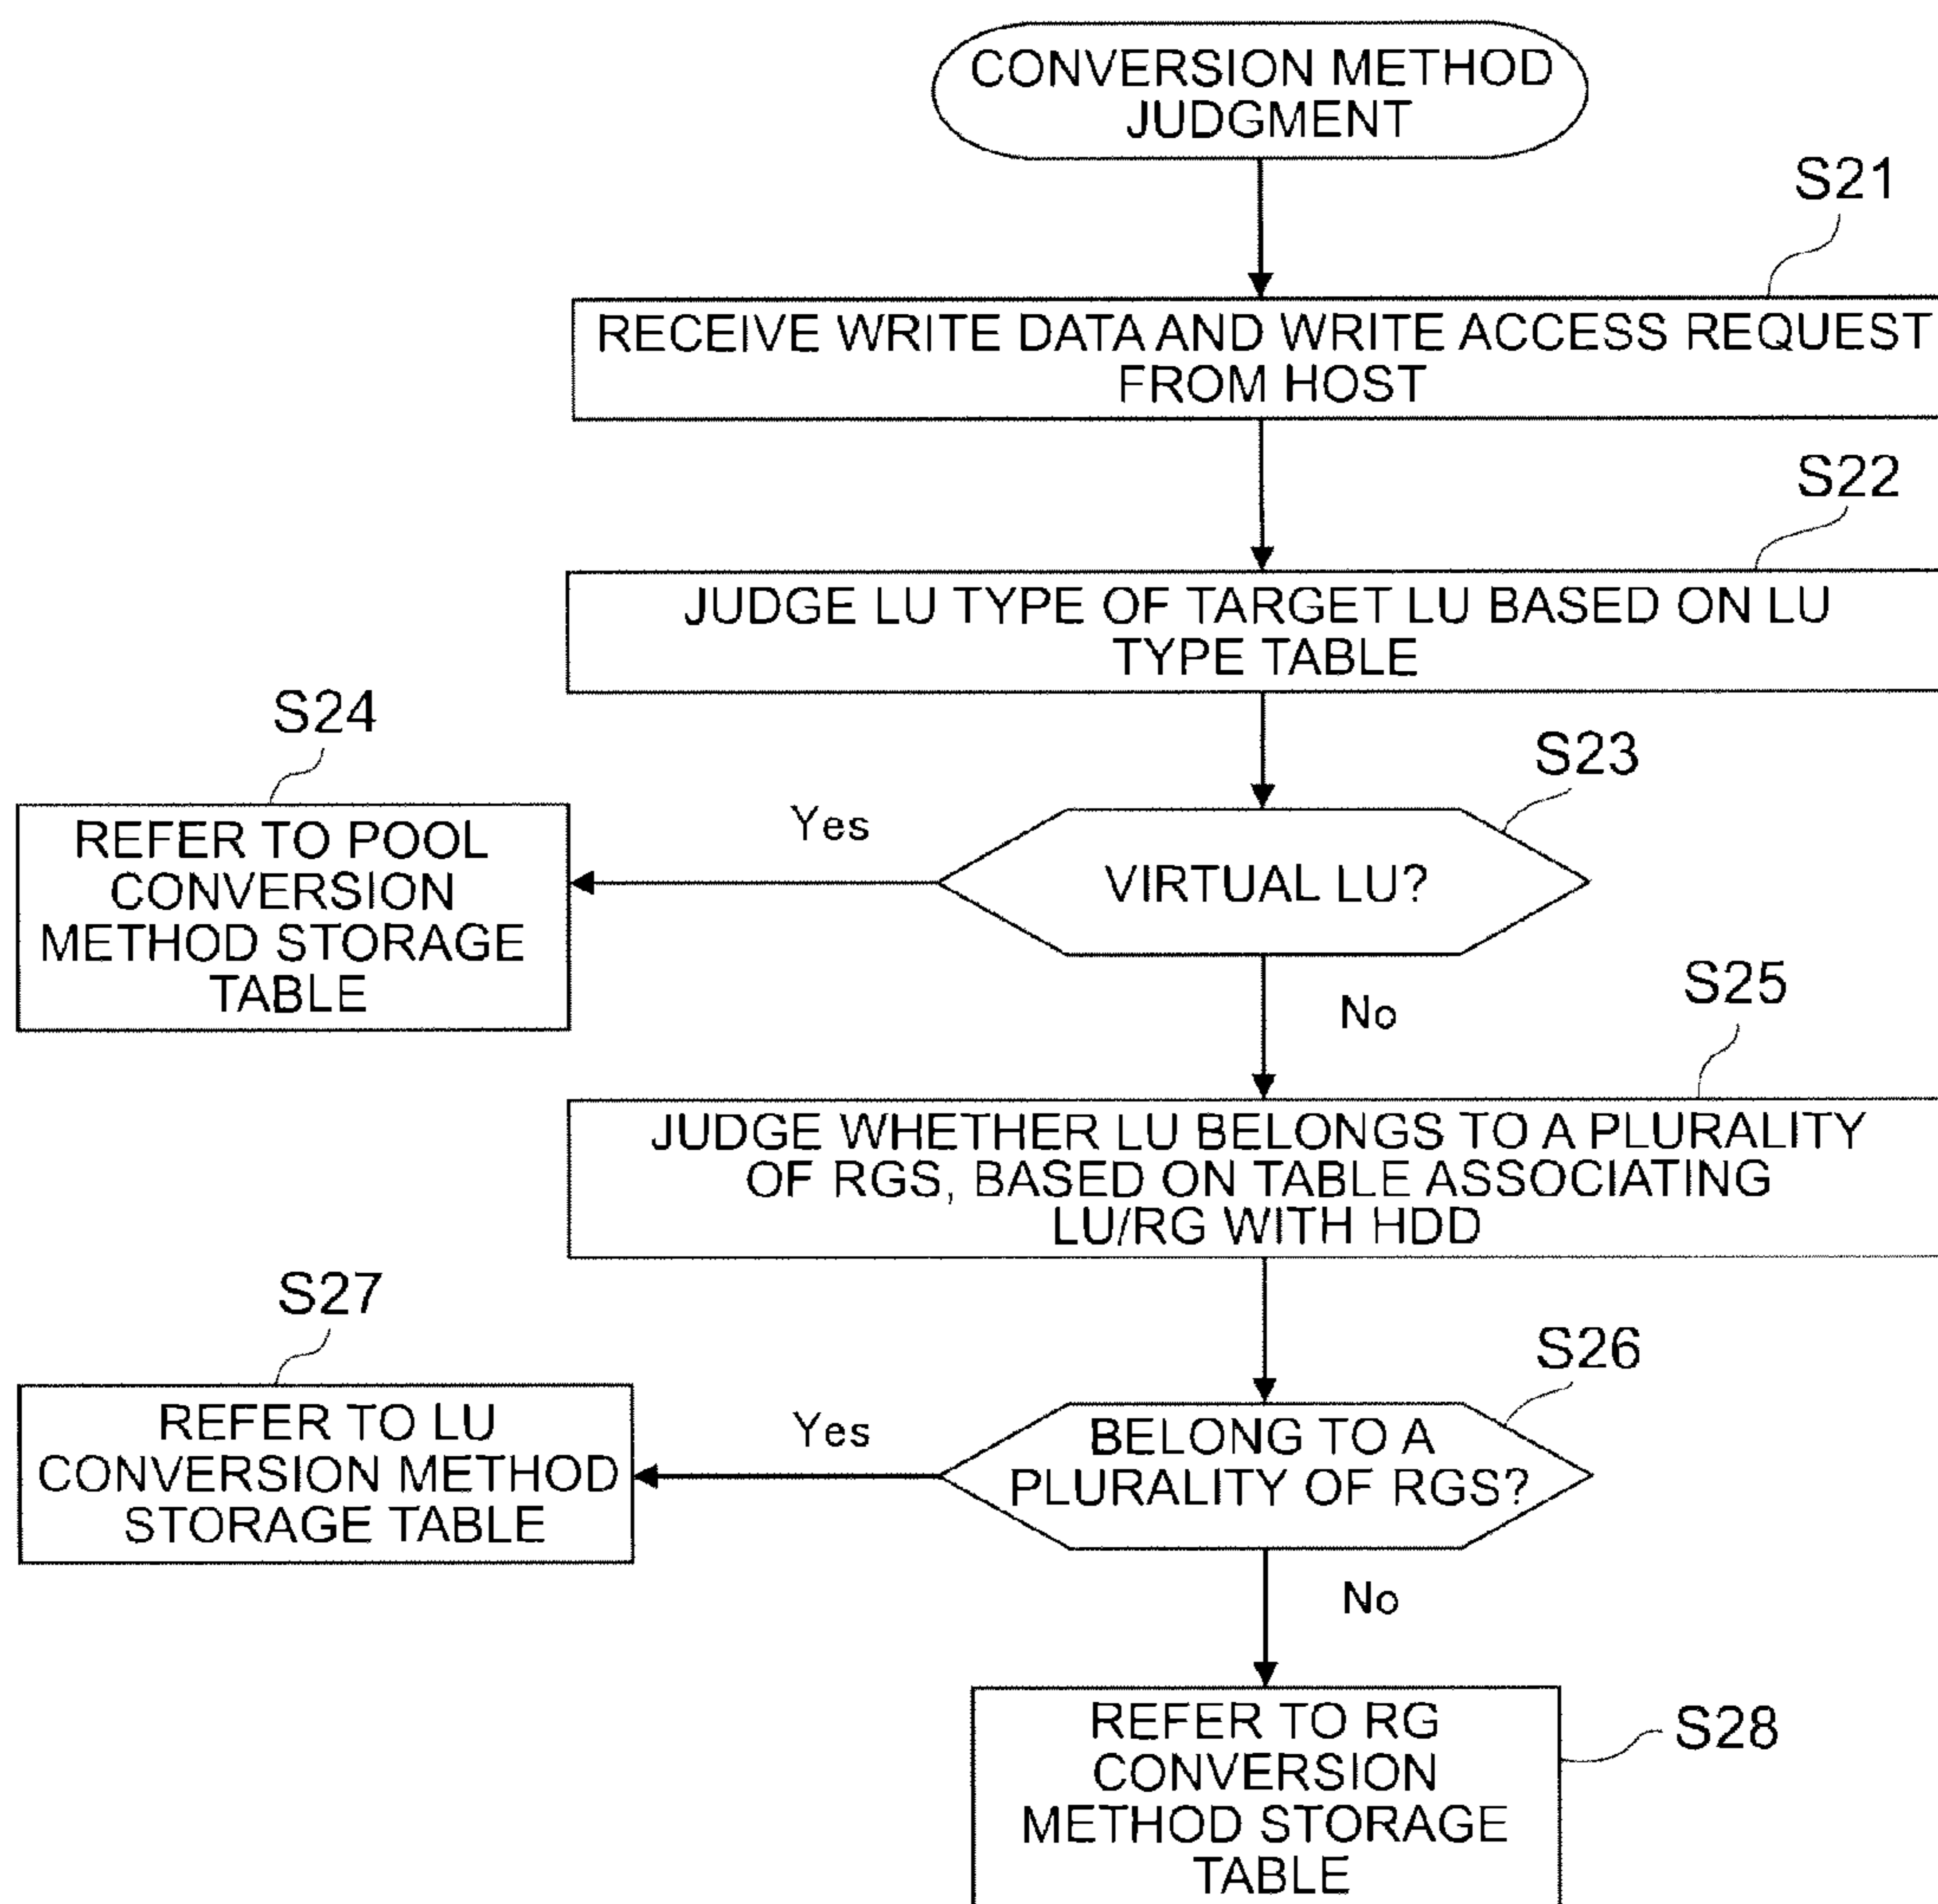 CONVERSION METHOD
JUDGMENT
S21
RECEIVE WRITE DATA AND WRITE ACCESS REQUEST
FROM HOST
S22
JUDGE LU TYPE OF TARGET LU BASED ON LU
TYPE TABLE
S23
VIRTUAL LU?
Yes
S24
REFER TO POOL
CONVERSION
METHOD STORAGE
TABLE
No
S25
JUDGE WHETHER LU BELONGS TO A PLURALITY
OF RGS, BASED ON TABLE ASSOCIATING
LU/RG WITH HDD
S26
BELONG TO A
PLURALITY OF RGS?
Yes
S27
REFER TO LU
CONVERSION METHOD
STORAGE TABLE
No
S28
REFER TO RG
CONVERSION
METHOD STORAGE
TABLE